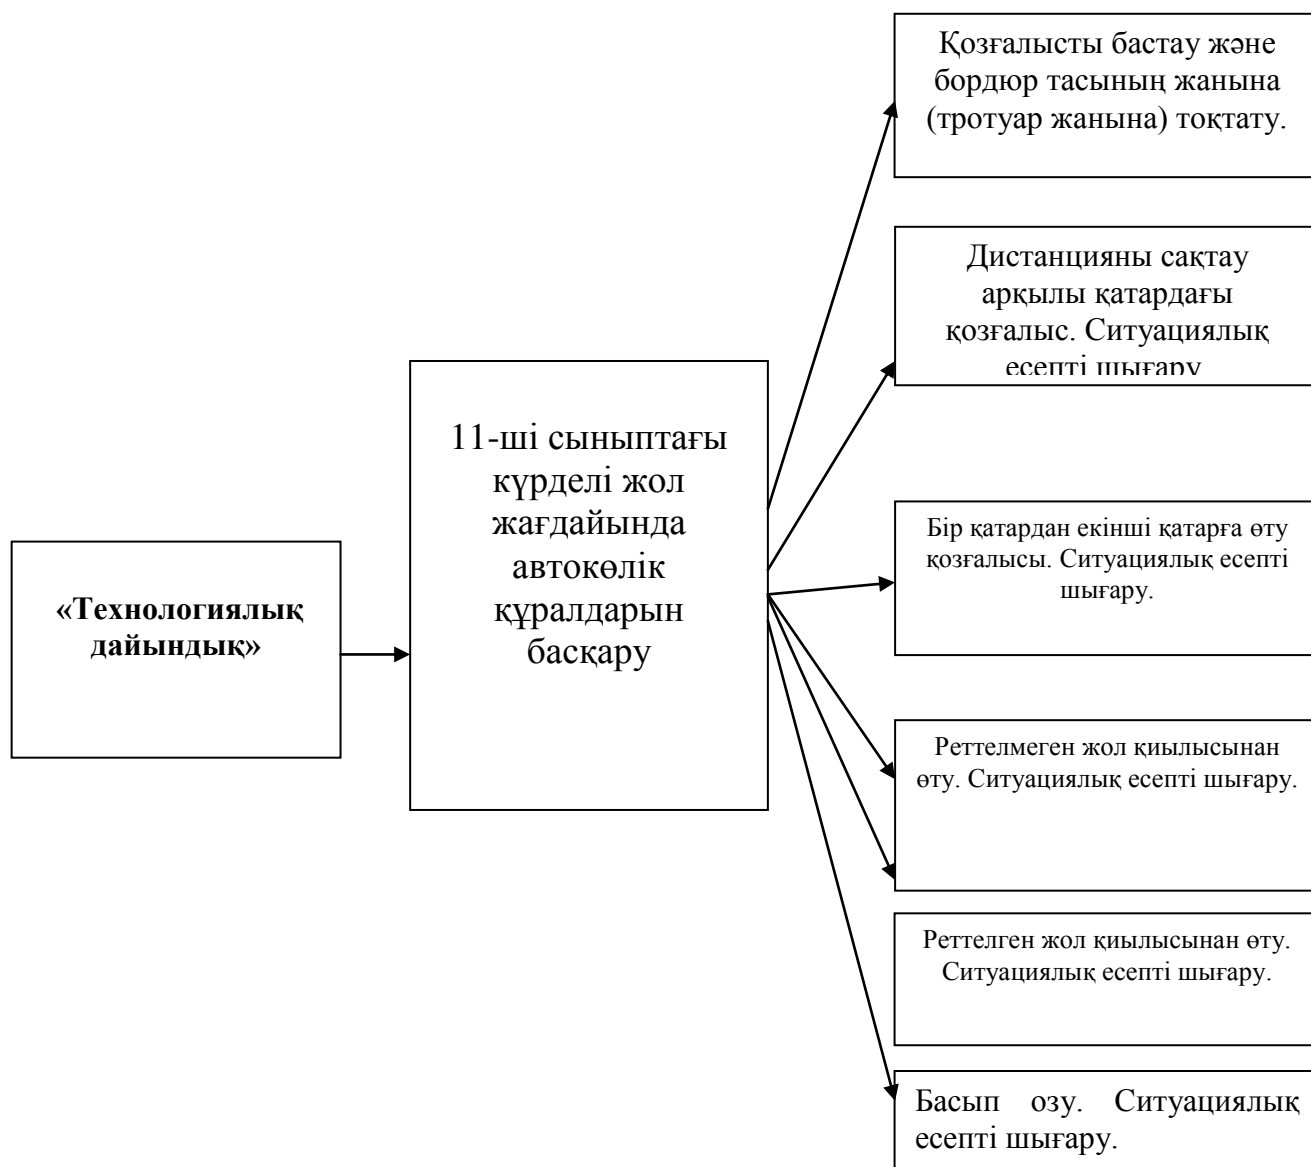 «Технологиялық
дайындық»
11-ші сыныптағы
күрделі жол
жағдайында
автокөлік
құралдарын
басқару
Қозғалысты бастау және
бордюр тасының жанына
(тротуар жанына) тоқтату.
Дистанцияны сақтау
арқылы қатардағы
қозғалыс. Ситуациялық
есепті шығару
Бір қатардан екінші қатарға өту
қозғалысы. Ситуациялық есепті
шығару.
Реттелмеген жол қиылысынан
өту. Ситуациялық есепті шығару.
Реттелген жол қиылысынан өту.
Ситуациялық есепті шығару.
Басып озу. Ситуациялық
есепті шығару.